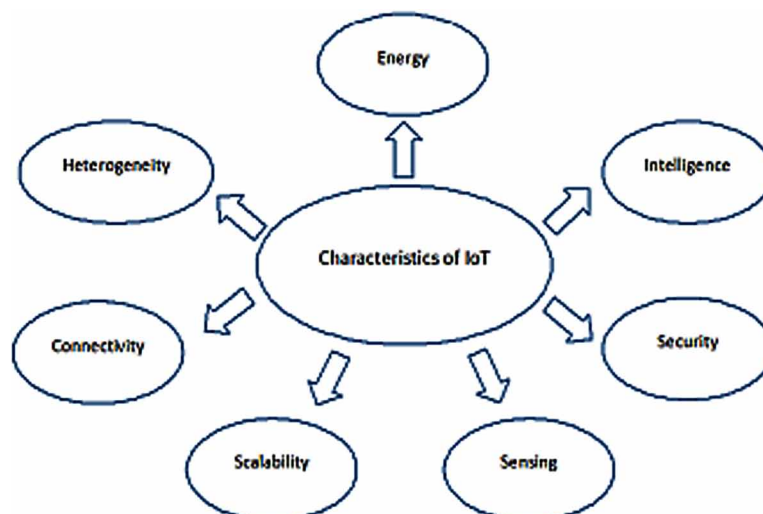 Energy
Heterogeneity
Intelligence
Characteristics of IoT
Connectivity
Security
Scalability
Sensing